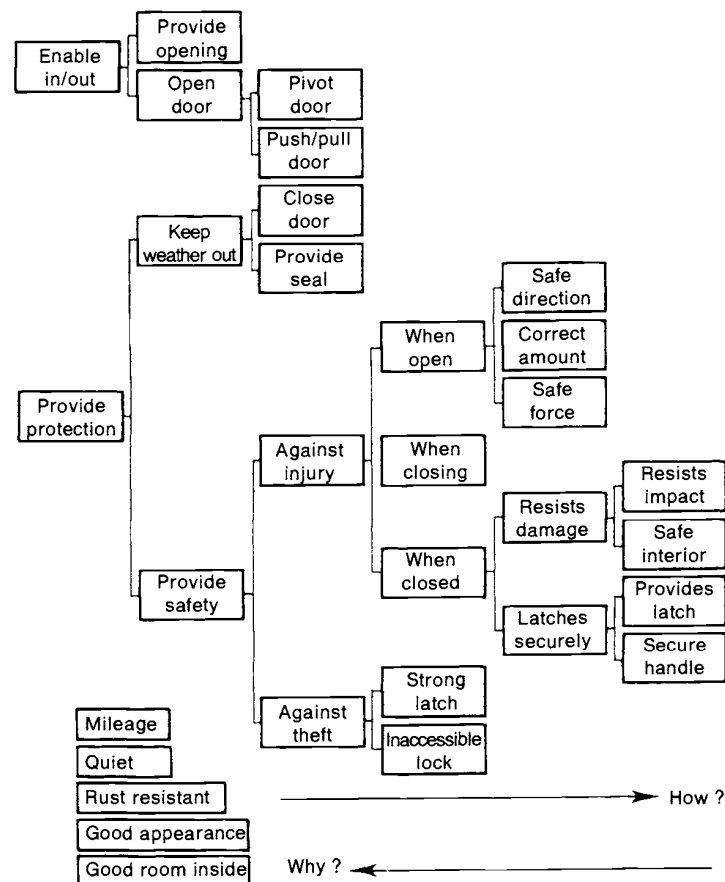 Enable
in/out
Provide
opening
Open
door
Pivot
door
Push/pull
door
Provide
protection
Keep
weather out
Close
door
Provide
seal
Provide
safety
Against
injury
When
open
Safe
direction
Correct
amount
Safe
force
When
closing
When
closed
Resists
damage
Resists
impact
Safe
interior
Latches
securely
Provides
latch
Secure
handle
Against
theft
Strong
latch
Inaccessible
lock
Mileage
Quiet
Rust resistant
Good appearance
Good room inside
How ?
Why ?